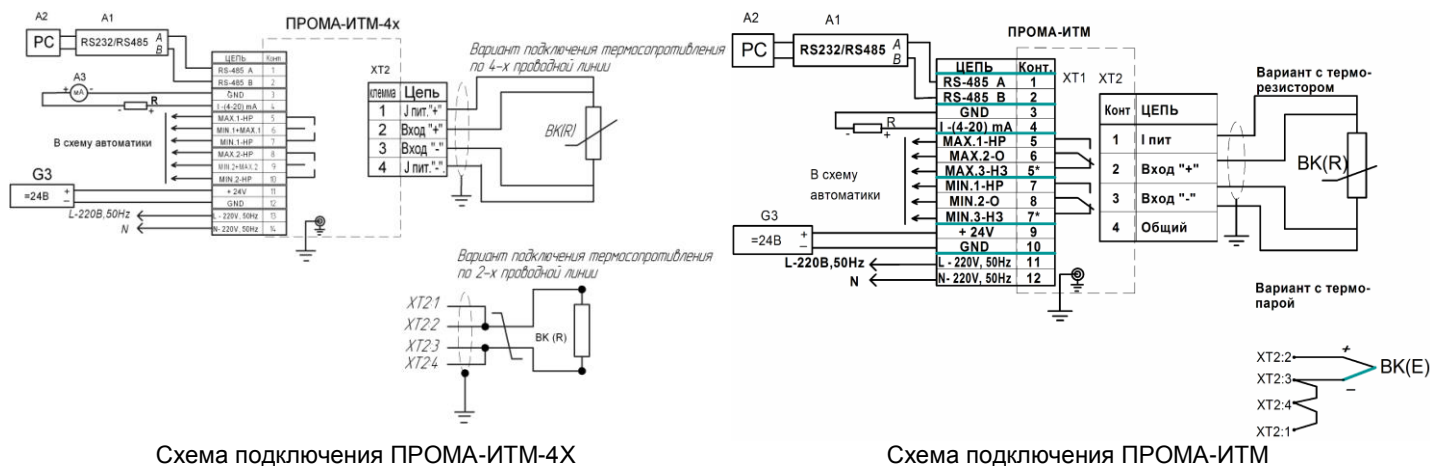 A2
A1
ПРОМА-ИТМ-4х
PC
RS232/RS485
A
B
Вариант подключения термосопротивления
по 4-х проводной линии
ЦЕПЬ Конт
RS-485 A 1
RS-485 B 2
GND 3
I -(4-20) mA 4
MAX.1-НР 5
MIN.1+MAX.1 6
MIN.1-НР 7
MAX.2-НР 8
MIN.2+MAX.2 9
MIN.2-НР 10
+ 24V 11
GND 12
L - 220V, 50Hz 13
N- 220V, 50Hz 14
A3
+ mA -
R
- +
В схему автоматики
G3
=24В + –
L-220В,50Hz
N
XT2
клемма Цепь
1 J пит."+"
2 Вход "+"
3 Вход "-"
4 J пит."-".
BK(R)
Вариант подключения термосопротивления
по 2-х проводной линии
XT2:1
XT2:2
XT2:3
XT2:4
BK (R)
Схема подключения ПРОМА-ИТМ-4Х
A2
A1
ПРОМА-ИТМ
PC
RS232/RS485
A
B
ЦЕПЬ Конт.
RS-485 A 1
RS-485 B 2
GND 3
I -(4-20) mA 4
MAX.1-НР 5
MAX.2-О 6
MAX.3-НЗ 5*
MIN.1-НР 7
MIN.2-О 8
MIN.3-НЗ 7*
+ 24V 9
GND 10
L - 220V, 50Hz 11
N- 220V, 50Hz 12
R
- +
В схему
автоматики
G3
=24В + –
L-220В,50Hz
N
XT1 XT2
Конт ЦЕПЬ
1 I пит
2 Вход "+"
3 Вход "-"
4 Общий
Вариант с термо-
резистором
BK(R)
Вариант с термо-
парой
XT2:2
XT2:3
XT2:4
XT2:1
+
–
BK(E)
Схема подключения ПРОМА-ИТМ